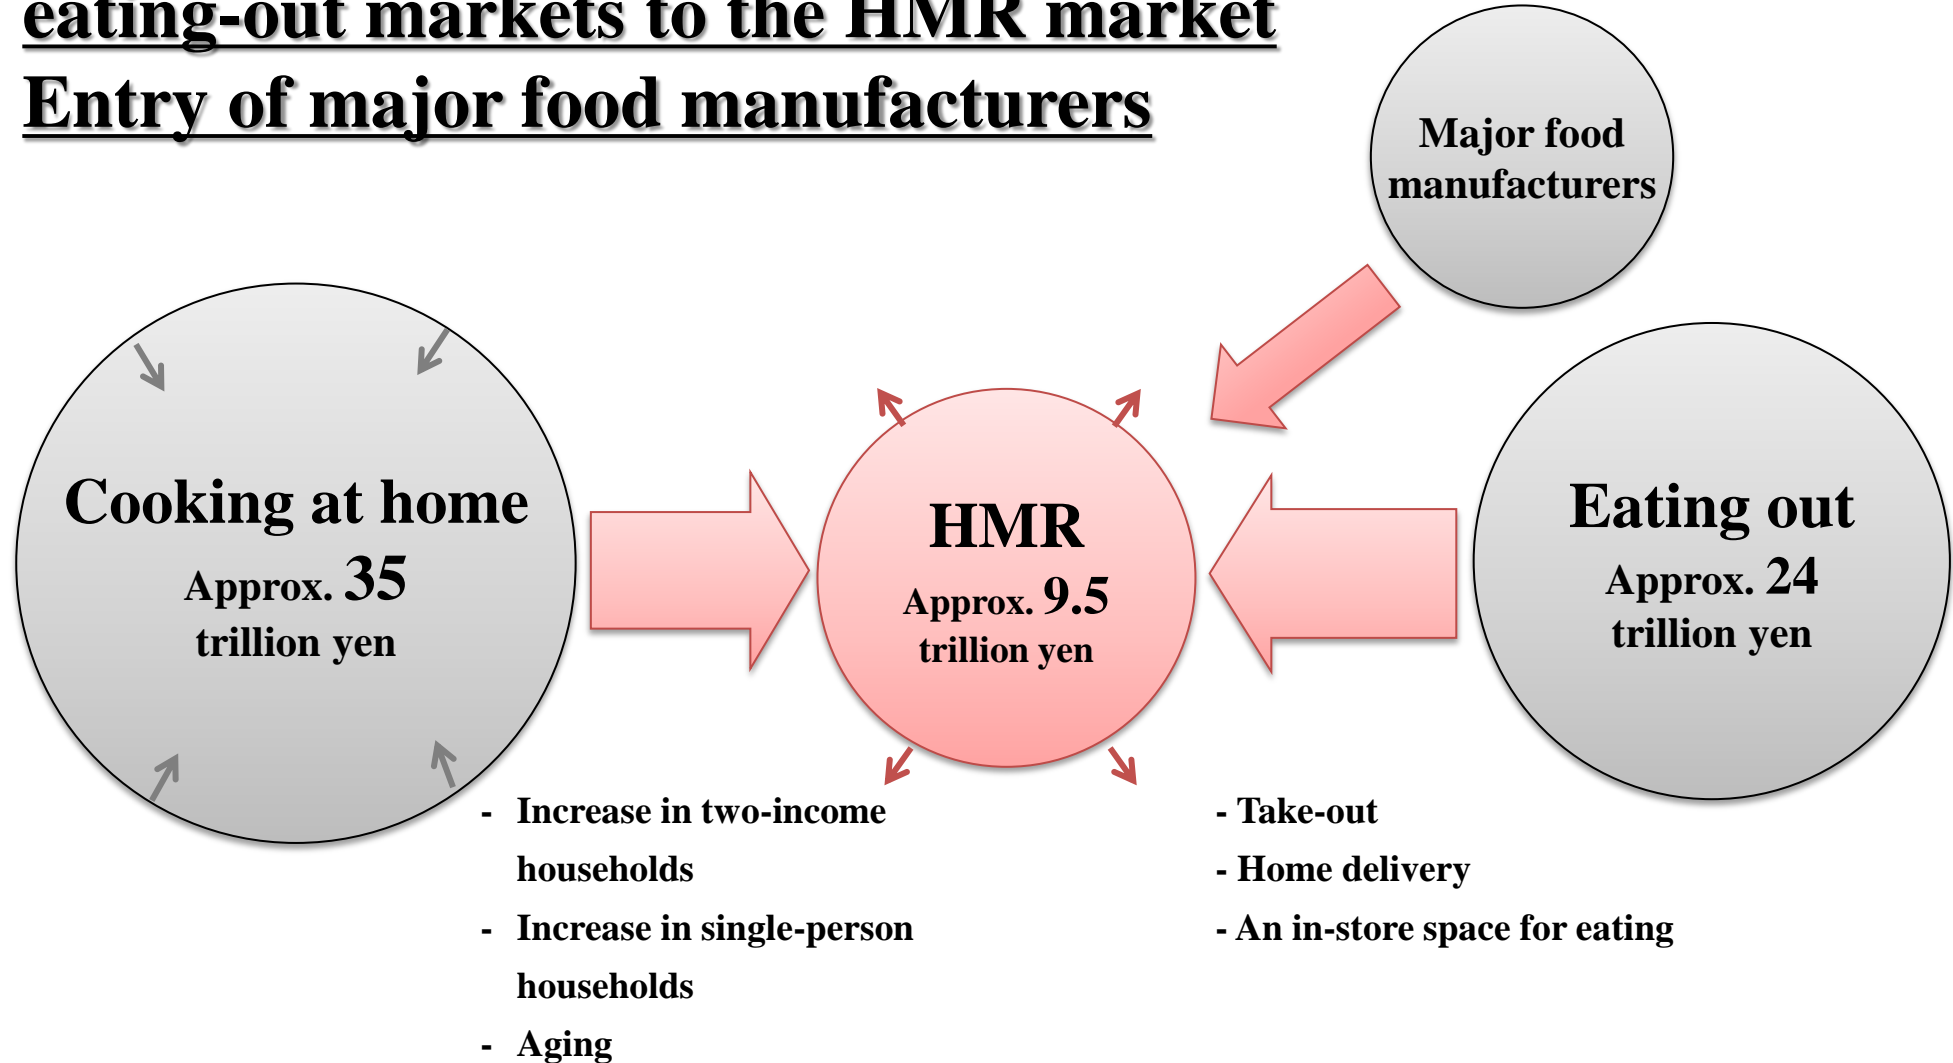 eating-out markets to the HMR market
Entry of major food manufacturers
Major food
manufacturers
Cooking at home
Approx. 35
trillion yen
HMR
Approx. 9.5
trillion yen
Eating out
Approx. 24
trillion yen
- Increase in two-income
households
- Increase in single-person
households
- Aging
- Take-out
- Home delivery
- An in-store space for eating